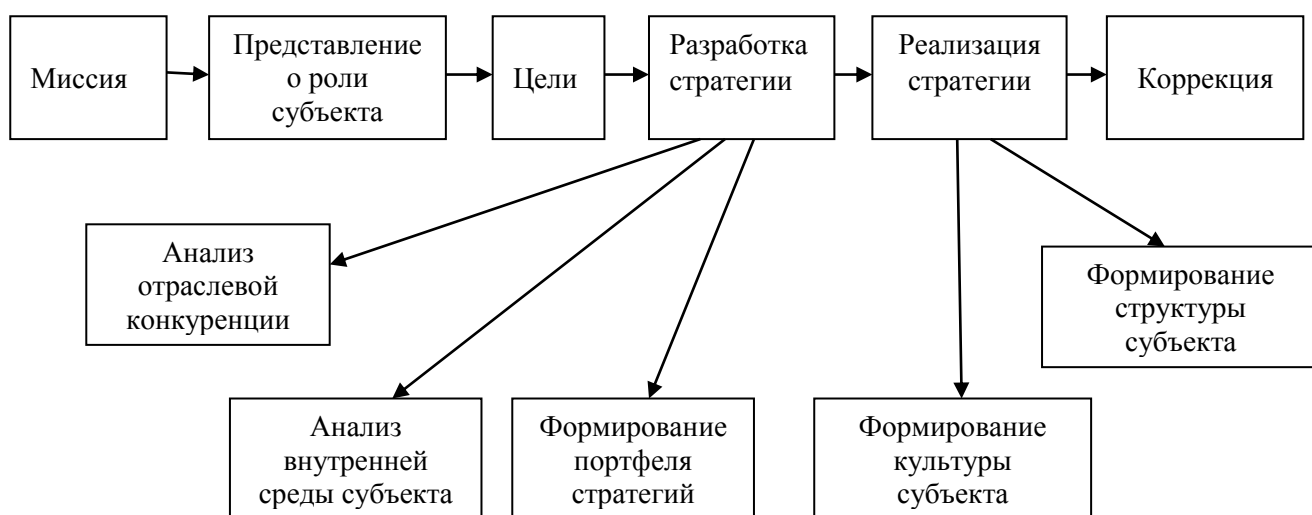 Миссия
Представление
о роли
субъекта
Цели
Разработка
стратегии
Реализация
стратегии
Коррекция
Анализ
отраслевой
конкуренции
Формирование
структуры
субъекта
Анализ
внутренней
среды субъекта
Формирование
портфеля
стратегий
Формирование
культуры
субъекта